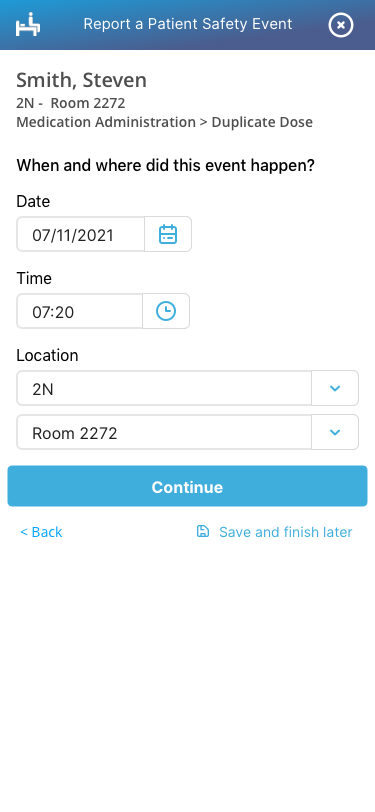 Report a Patient Safety Event
Smith, Steven
2N - Room 2272
Medication Administration > Duplicate Dose
When and where did this event happen?
Date
07/11/2021
Time
07:20
Location
2N
Room 2272
Continue
< Back
Save and finish later